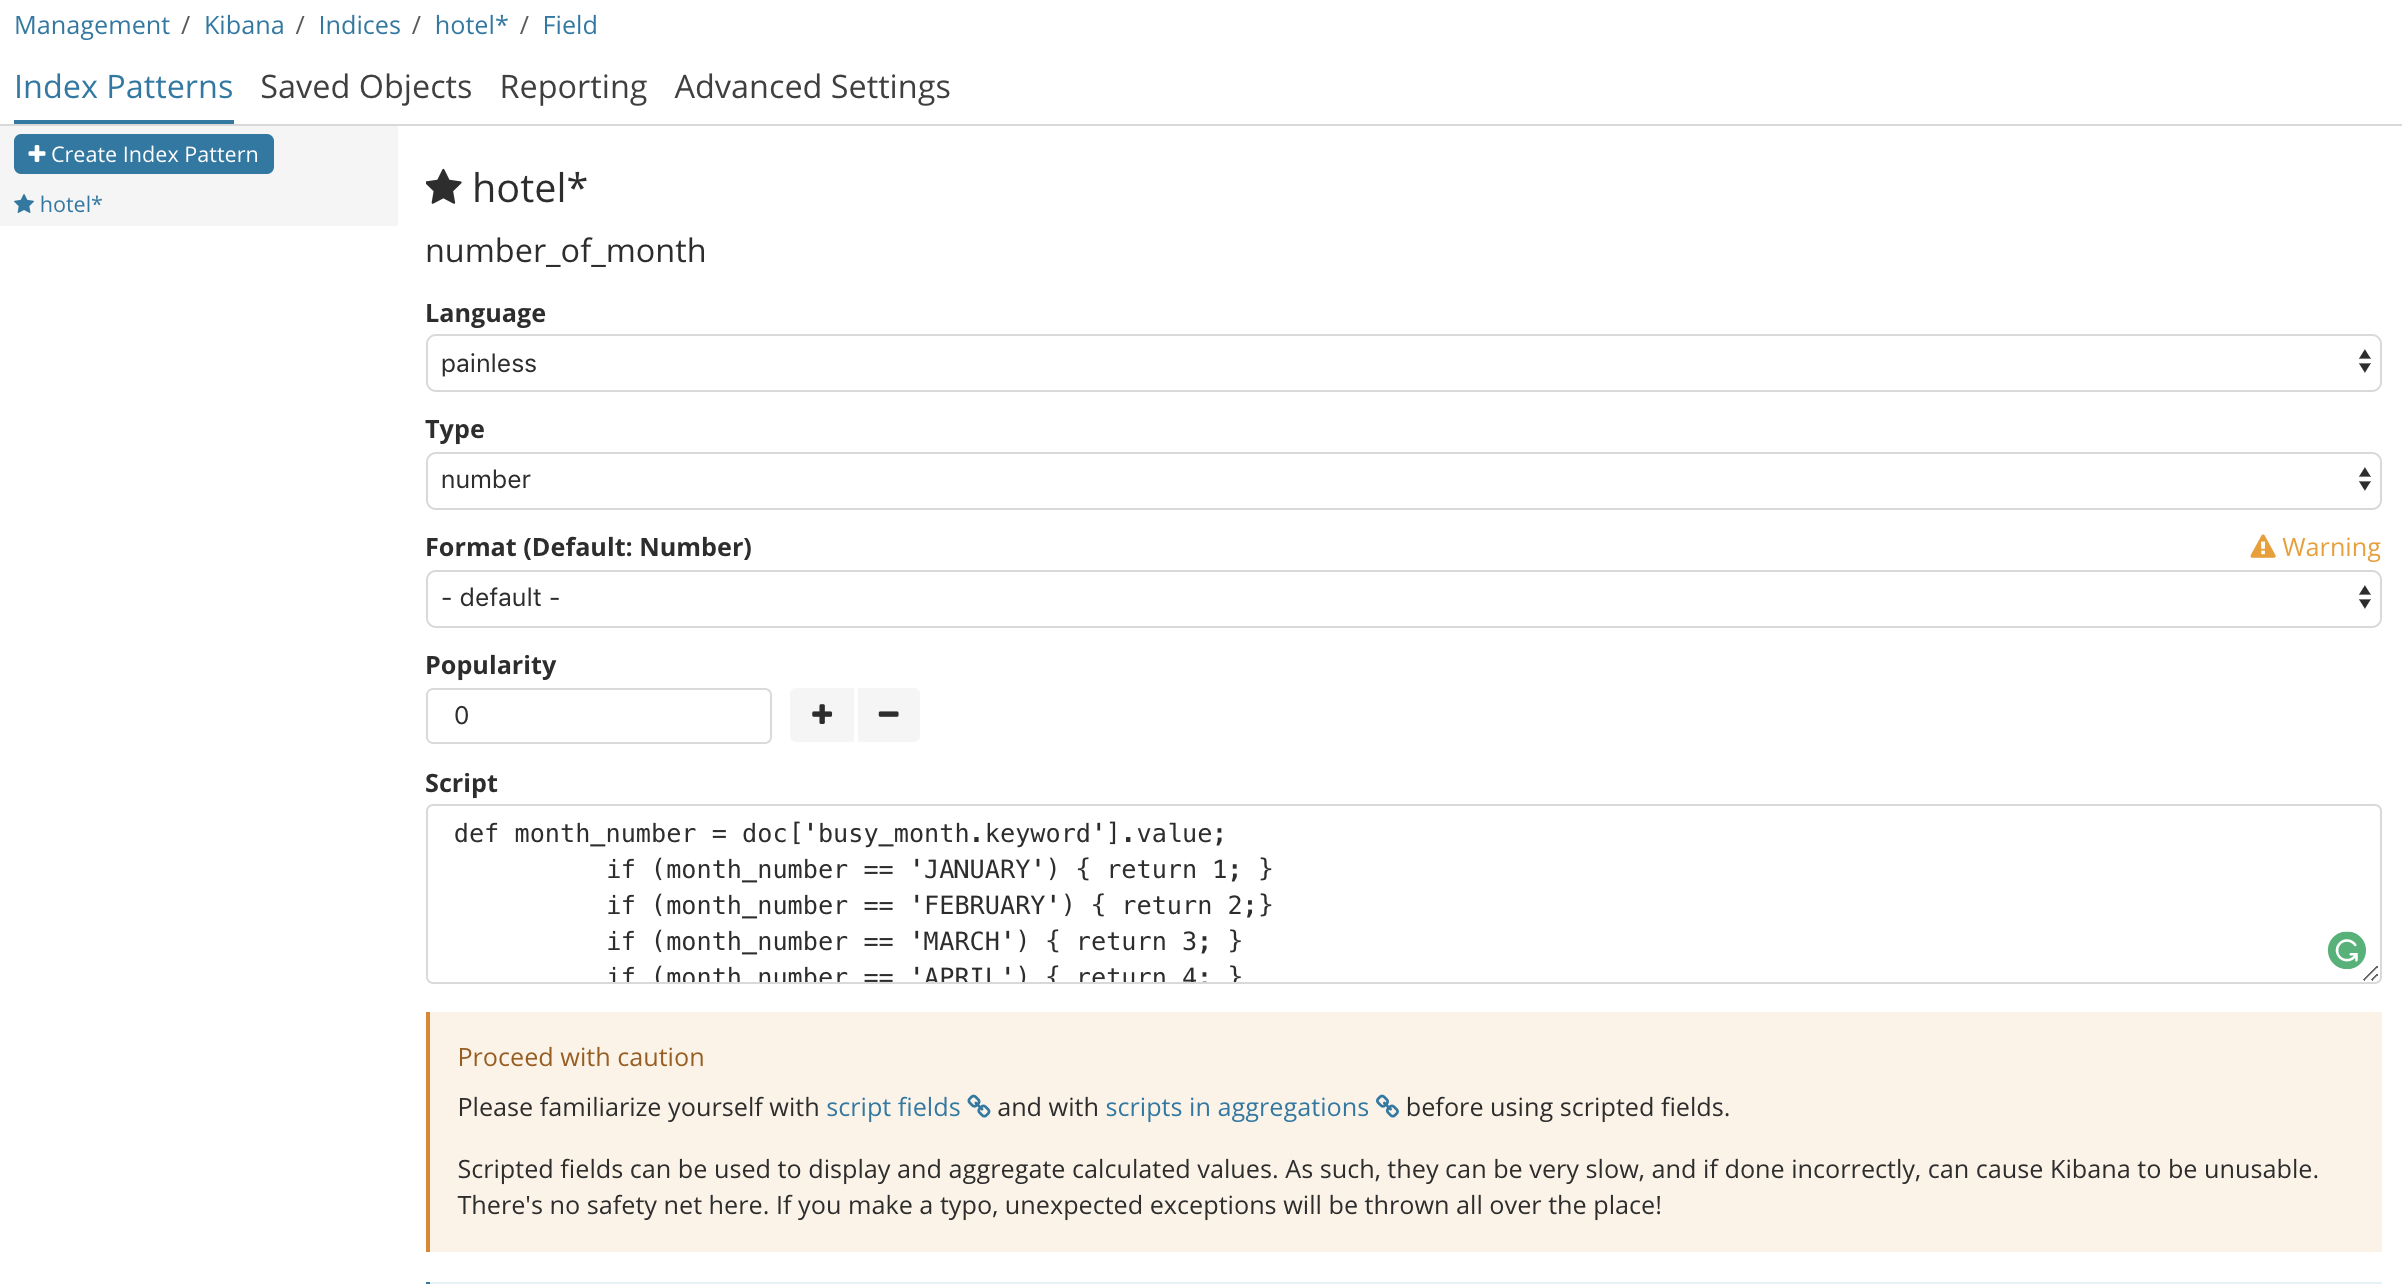 Management / Kibana / Indices / hotel* / Field
Index Patterns Saved Objects Reporting Advanced Settings
Create Index Pattern
hotel*
hotel*
number_of_month
Language
painless
Type
number
Format (Default: Number)
Warning
- default -
Popularity
0
Script
def month_number = doc['busy_month.keyword'].value;
if (month_number == 'JANUARY') { return 1; }
if (month_number == 'FEBRUARY') { return 2;}
if (month_number == 'MARCH') { return 3; }
if (month_number == 'APRIL') { return 4; }
Proceed with caution
Please familiarize yourself with script fields and with scripts in aggregations before using scripted fields.
Scripted fields can be used to display and aggregate calculated values. As such, they can be very slow, and if done incorrectly, can cause Kibana to be unusable.
There's no safety net here. If you make a typo, unexpected exceptions will be thrown all over the place!